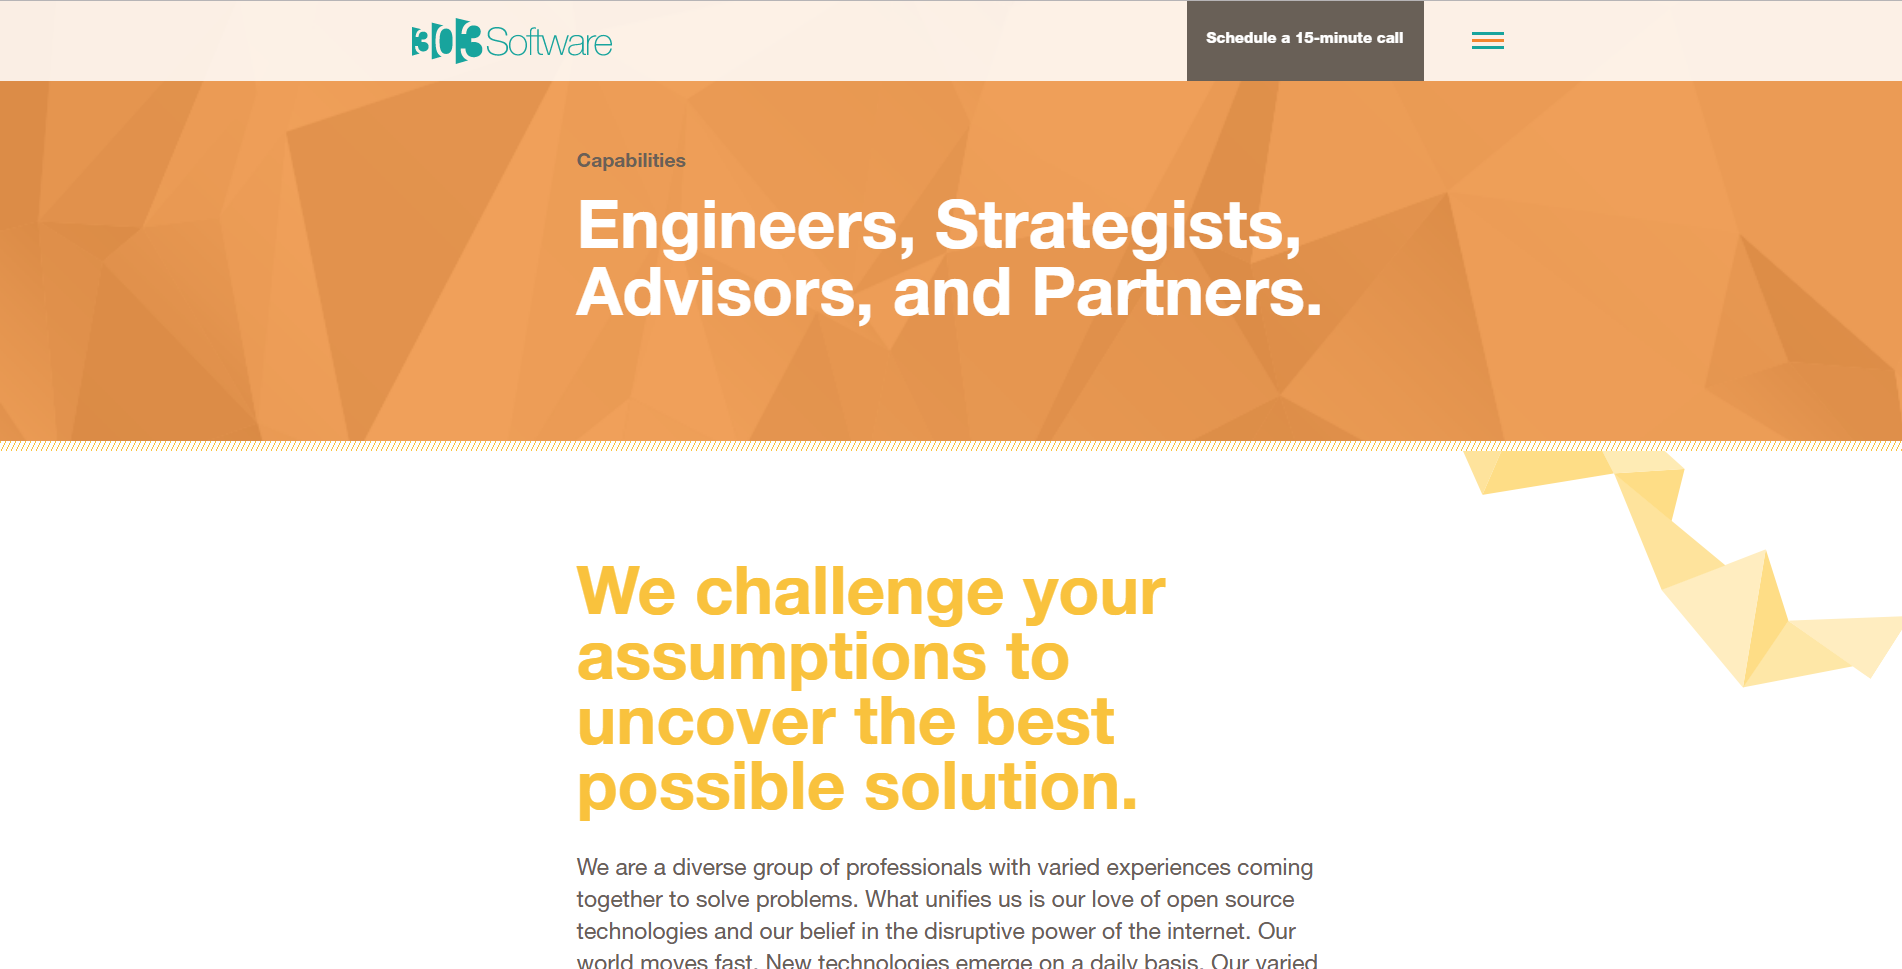 303 Software
Schedule a 15-minute call
Capabilities
Engineers, Strategists,
Advisors, and Partners.
We challenge your
assumptions to
uncover the best
possible solution.
We are a diverse group of professionals with varied experiences coming
together to solve problems. What unifies us is our love of open source
technologies and our belief in the disruptive power of the internet. Our
world moves fast. New technologies emerge on a daily basis. Our varied